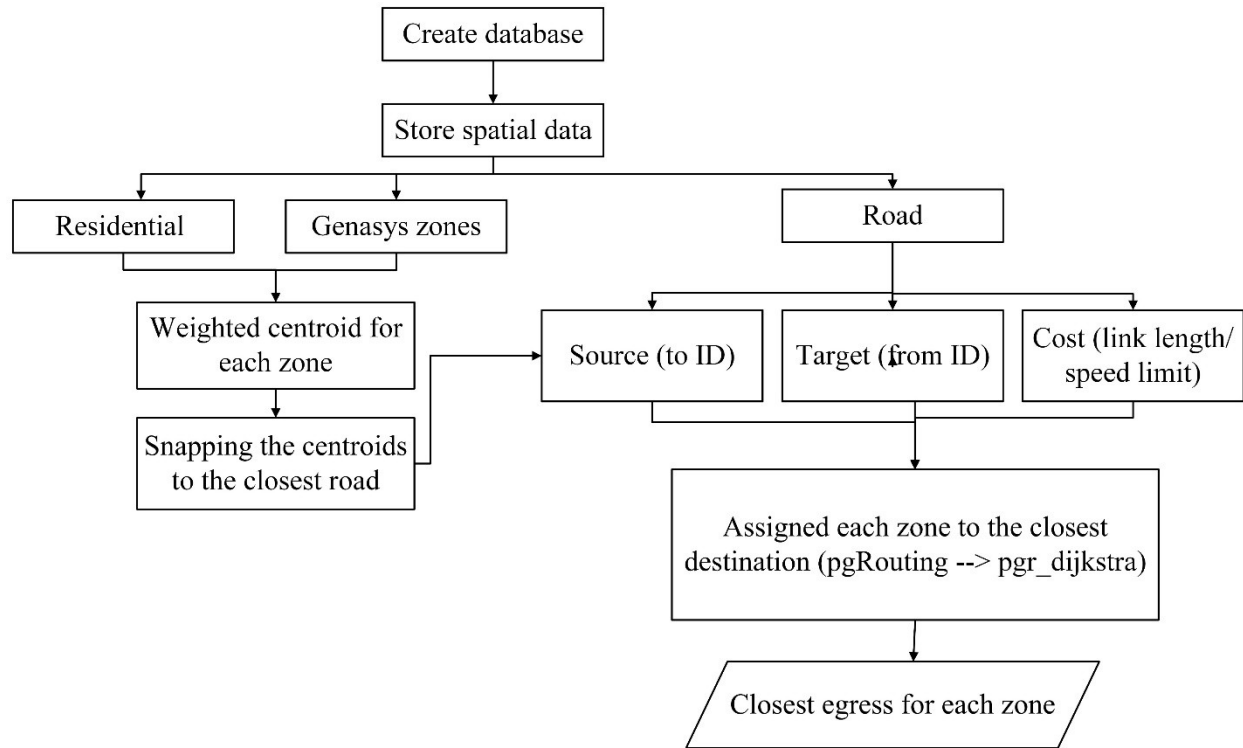 Create database
Store spatial data
Residential
Genasys zones
Road
Weighted centroid for
each zone
Source (to ID)
Target (from ID)
Cost (link length/
speed limit)
Snapping the centroids
to the closest road
Assigned each zone to the closest
destination (pgRouting --> pgr_dijkstra)
Closest egress for each zone